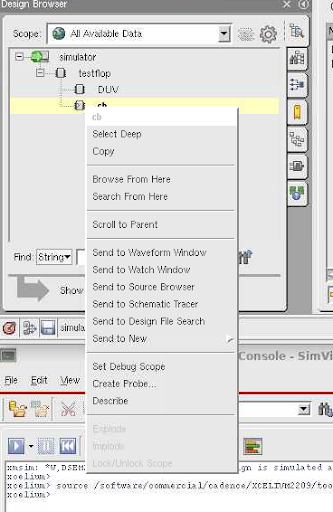 Design Browser
Scope: All Available Data
simulator
testflop
DUV
cb
cb
Select Deep
Copy
Browse From Here
Search From Here
Scroll to Parent
Find: String
Send to Waveform Window
Send to Watch Window
Send to Source Browser
Show
Send to Schematic Tracer
Send to Design File Search
simula
Send to New
Console - SimVi
Set Debug Scope
File Edit View
Create Probe...
Describe
Explode
Implode
Lock/Unlock Scope
xmsim: *W,DSEM gn is simulated a
xcelium>
xcelium> source /software/commercial/cadence/XCELIUM2209/too
xcelium>